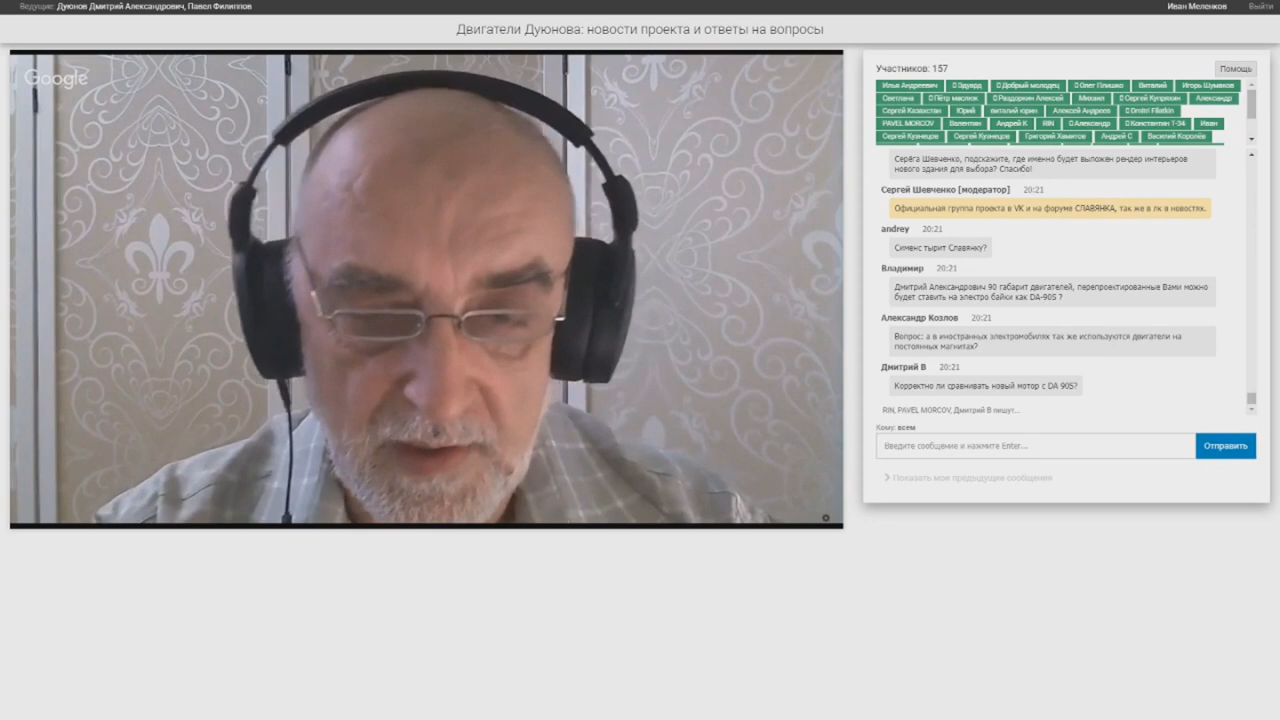 Ведущие: Дуюнов Дмитрий Александрович, Павел Филиппов
Иван Меленков
Выйти
Двигатели Дуюнова: новости проекта и ответы на вопросы
Google
Участников: 157
Помощь
Илья Андреевич Эдуард Добрый молодец Олег Плишко Виталий Игорь Шумаков
Светлана Пётр маслюк Раздоркин Алексей Михаил Сергей Купризин Александр
Сергей Казахстан Юрий виталий юрин Алексей Андреев Dmitri Filatkin
PAVEL MORCOV Валентин Андрей К RIN Александр Константин Т-34 Иван
Сергей Кузнецов Сергей Кузнецов Григорий Хамитов Андрей С Василий Королёв
Серёга Шевченко, подскажите, где именно будет выложен рендер интерьеров
нового здания для выбора? Спасибо!
Сергей Шевченко [модератор] 20:21
Официальная группа проекта в VK и на форуме СЛАВЯНКА, так же в лк в новостях.
andrey 20:21
Сименс тырит Славянку?
Владимир 20:21
Дмитрий Александрович 90 габарит двигателей, перепроектированные Вами можно
будет ставить на электро байки как DA-90S ?
Александр Козлов 20:21
Вопрос: а в иностранных электромобилях так же используются двигатели на
постоянных магнитах?
Дмитрий В 20:21
Корректно ли сравнивать новый мотор с DA 90S?
RIN, PAVEL MORCOV, Дмитрий В пишут...
Кому: всем
Введите сообщение и нажмите Enter...
Отправить
Показать мои предыдущие сообщения